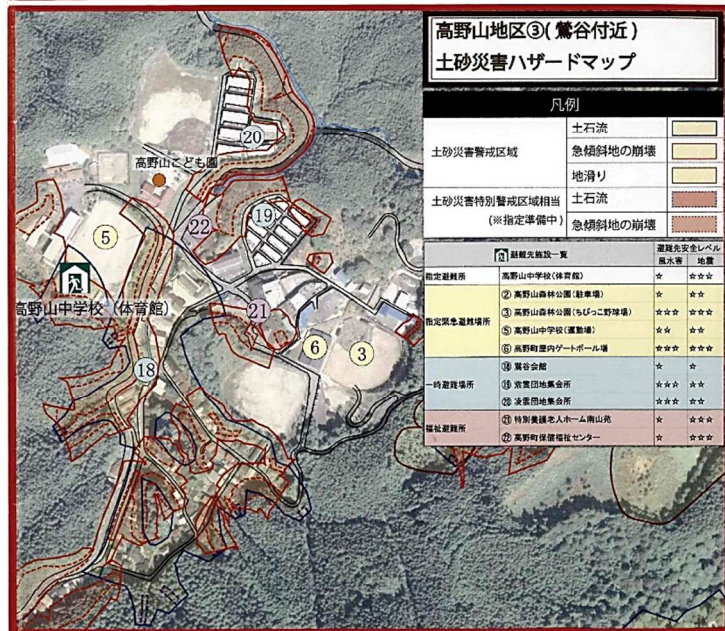 高野山地区③(鶯谷付近)
土砂災害ハザードマップ
凡例
土砂災害警戒区域
土石流
急傾斜地の崩壊
地滑り
土砂災害特別警戒区域相当
(※指定準備中)
土石流
急傾斜地の崩壊
避難先施設一覧
避難先安全レベル
風水害 地震
指定避難所 高野山中学校(体育館) ☆ ☆☆☆
指定緊急避難場所
② 高野山森林公園(駐車場) ☆ ☆☆
③ 高野山森林公園(ちびっこ野球場) ☆☆☆ ☆☆☆
⑤ 高野山中学校(運動場) ☆☆ ☆☆
⑥ 高野町屋内ゲートボール場 ☆☆☆ ☆☆☆
一時避難場所
⑱ 鶯谷会館 ☆ ☆
⑲ 紫雲団地集会所 ☆☆☆ ☆☆
⑳ 凌雲団地集会所 ☆☆☆ ☆☆
福祉避難所
㉑ 特別養護老人ホーム南山苑 ☆ ☆☆☆
㉒ 高野町保健福祉センター ☆ ☆☆☆
20
高野山こども園
19
22
5
高野山中学校(体育館)
21
6
3
18